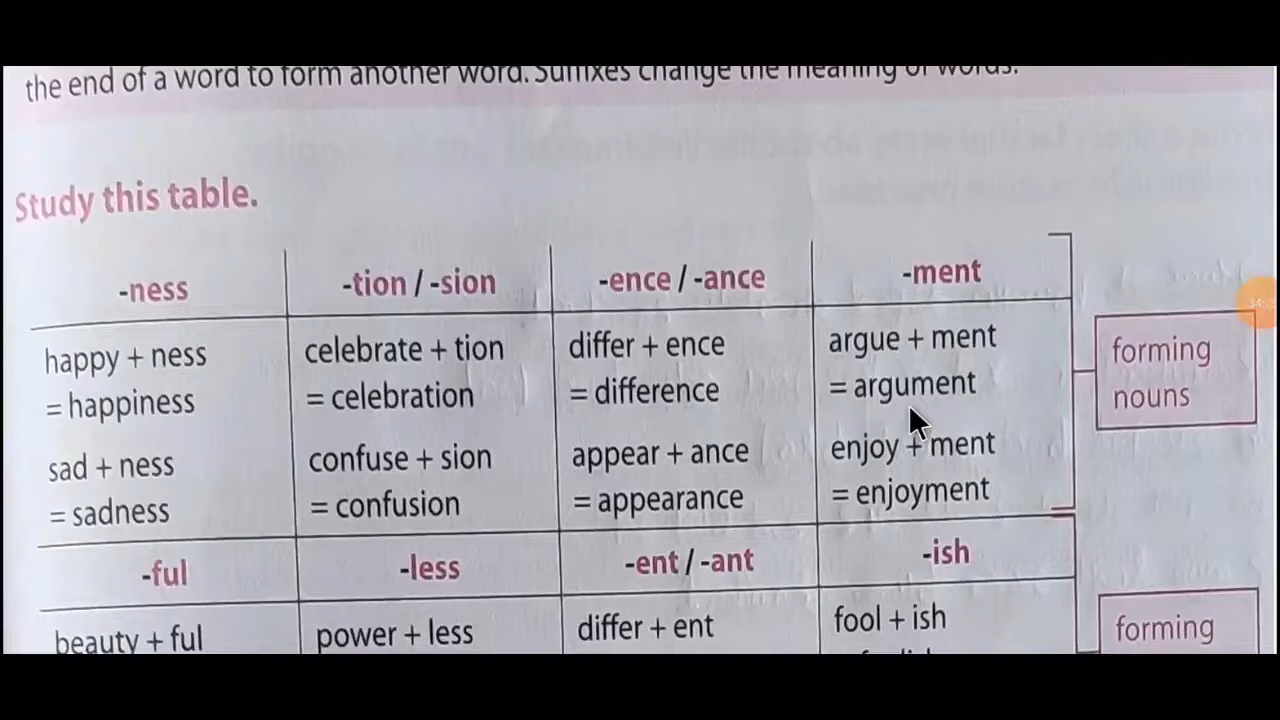 the end of a word to form another word. Suffixes change the meaning of words.
Study this table.
-ness -tion / -sion -ence / -ance -ment
happy + ness celebrate + tion differ + ence argue + ment
= happiness = celebration = difference = argument
forming
nouns
sad + ness confuse + sion appear + ance enjoy + ment
= sadness = confusion = appearance = enjoyment
-ful -less -ent / -ant -ish
beauty + ful power + less differ + ent fool + ish
forming